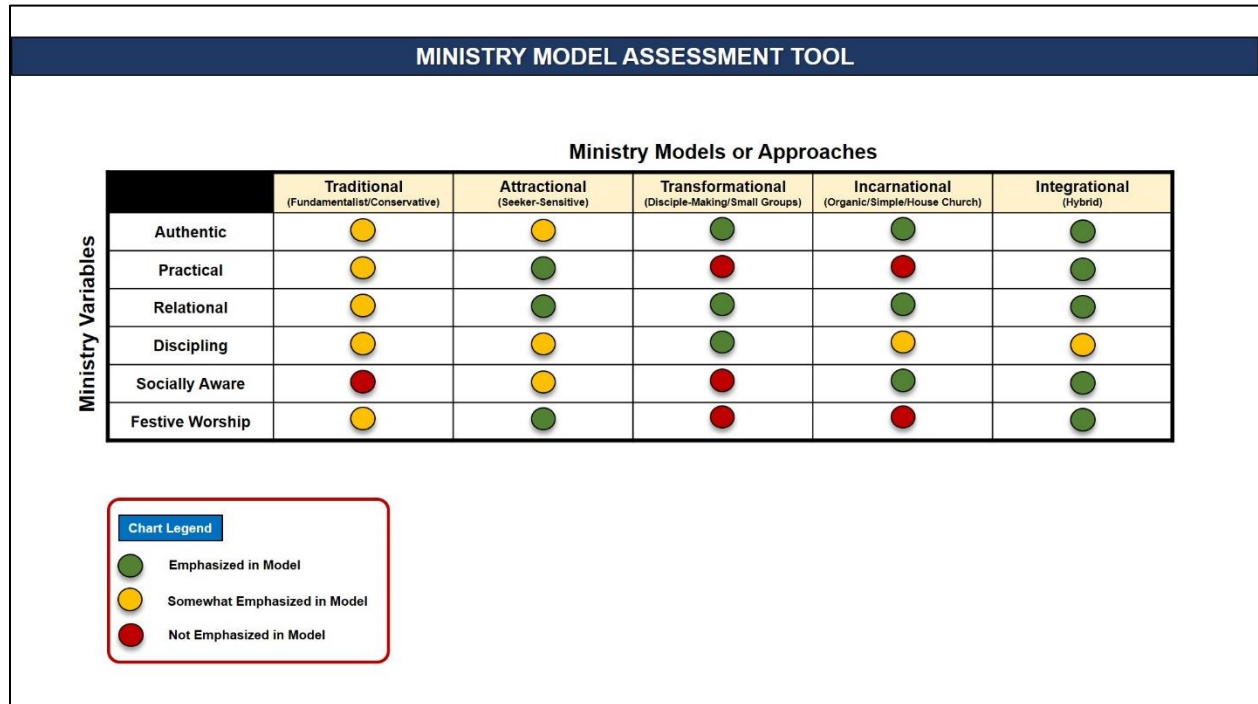 MINISTRY MODEL ASSESSMENT TOOL
Ministry Models or Approaches
Traditional Attractional Transformational Incarnational Integrational
(Fundamentalist/Conservative) (Seeker-Sensitive) (Disciple-Making/Small Groups) (Organic/Simple/House Church) (Hybrid)
Ministry Variables
Authentic
Practical
Relational
Discipling
Socially Aware
Festive Worship
Chart Legend
Emphasized in Model
Somewhat Emphasized in Model
Not Emphasized in Model